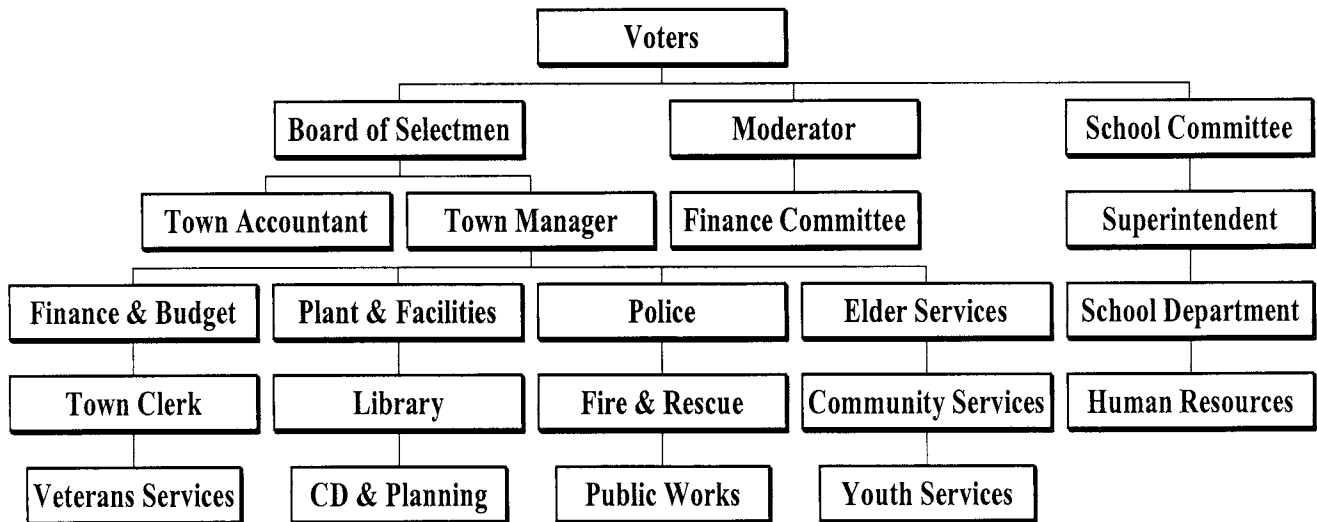 Voters
Board of Selectmen
Moderator
School Committee
Town Accountant
Town Manager
Finance Committee
Superintendent
Finance & Budget
Plant & Facilities
Police
Elder Services
School Department
Town Clerk
Library
Fire & Rescue
Community Services
Human Resources
Veterans Services
CD & Planning
Public Works
Youth Services